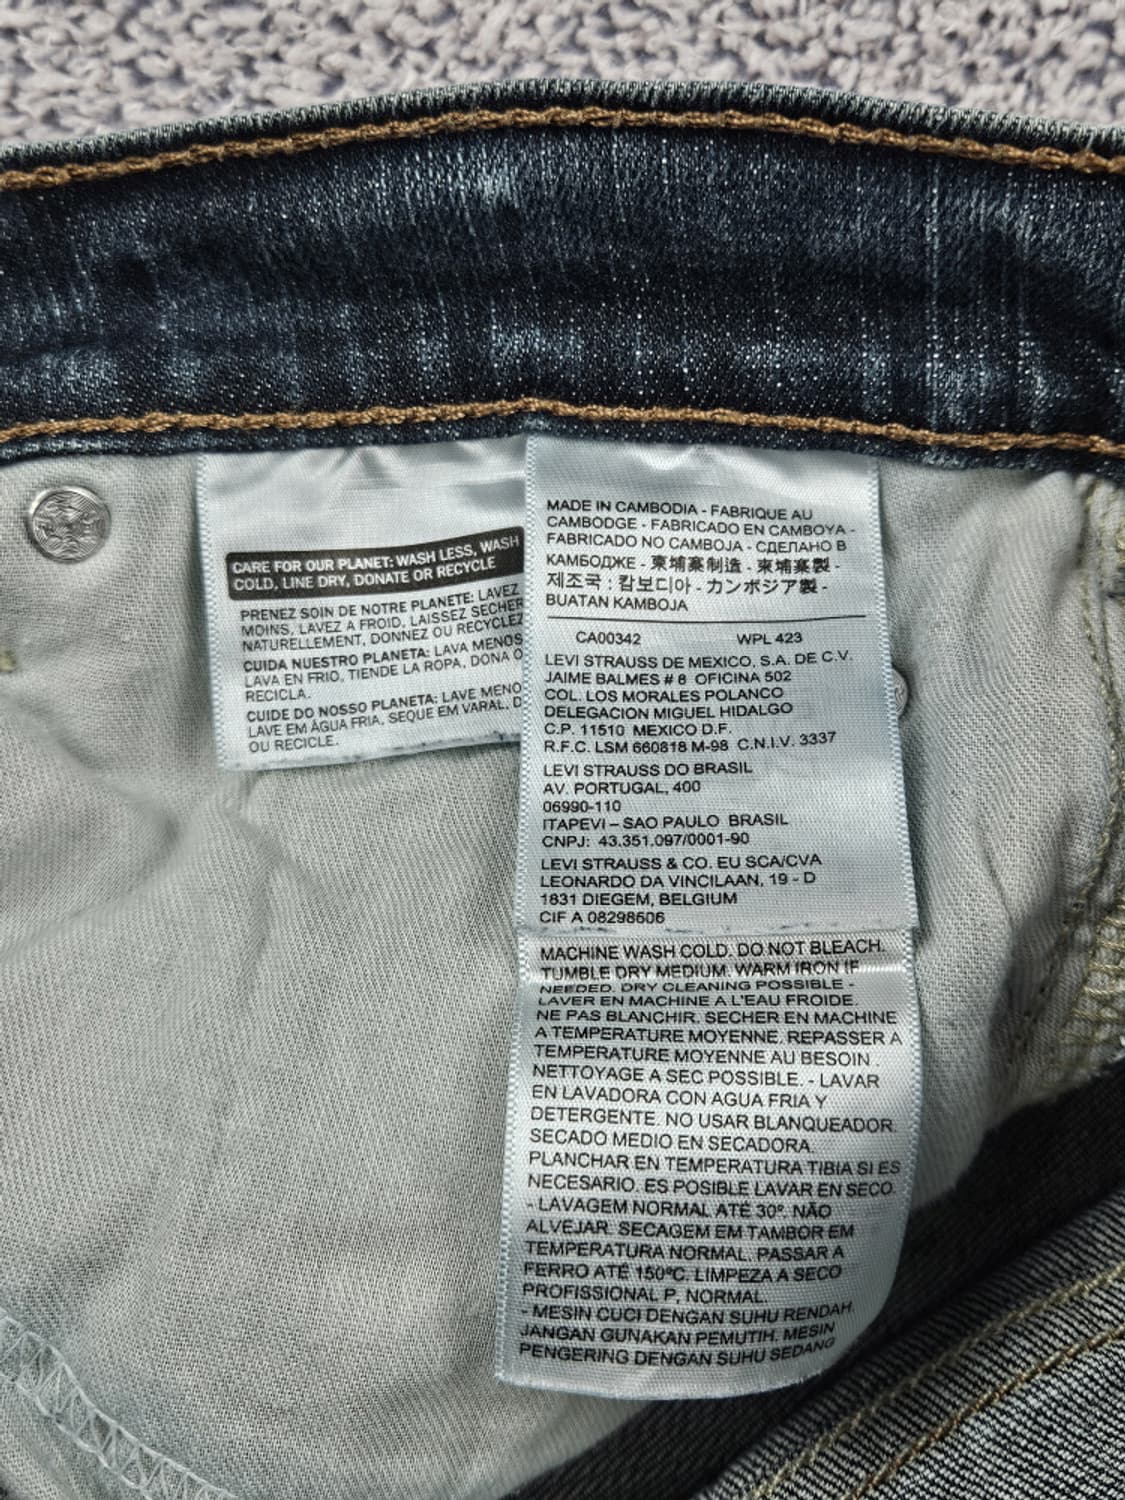 CARE FOR OUR PLANET: WASH LESS, WASH
COLD, LINE DRY, DONATE OR RECYCLE
PRENEZ SOIN DE NOTRE PLANETE: LAVEZ
MOINS, LAVEZ A FROID, LAISSEZ SECHER
NATURELLEMENT, DONNEZ OU RECYCLEZ
CUIDA NUESTRO PLANETA: LAVA MENOS
LAVA EN FRIO, TIENDE LA ROPA, DONA O
RECICLA.
CUIDE DO NOSSO PLANETA: LAVE MENO
LAVE EM ÁGUA FRIA, SEQUE EM VARAL, D
OU RECICLE.
MADE IN CAMBODIA - FABRIQUE AU
CAMBODGE - FABRICADO EN CAMBOYA -
FABRICADO NO CAMBOJA - СДЕЛАНО В
КАМБОДЖЕ - 柬埔寨制造 - 柬埔寨製 -
제조국 : 캄보디아 - カンボジア製 -
BUATAN KAMBOJA
CA00342 WPL 423
LEVI STRAUSS DE MEXICO, S.A. DE C.V.
JAIME BALMES # 8 OFICINA 502
COL. LOS MORALES POLANCO
DELEGACION MIGUEL HIDALGO
C.P. 11510 MEXICO D.F.
R.F.C. LSM 660818 M-98 C.N.I.V. 3337
LEVI STRAUSS DO BRASIL
AV. PORTUGAL, 400
06990-110
ITAPEVI – SAO PAULO BRASIL
CNPJ: 43.351.097/0001-90
LEVI STRAUSS & CO. EU SCA/CVA
LEONARDO DA VINCILAAN, 19 - D
1831 DIEGEM, BELGIUM
CIF A 08298606
MACHINE WASH COLD. DO NOT BLEACH.
TUMBLE DRY MEDIUM. WARM IRON IF
NEEDED. DRY CLEANING POSSIBLE -
LAVER EN MACHINE A L'EAU FROIDE.
NE PAS BLANCHIR. SECHER EN MACHINE
A TEMPERATURE MOYENNE. REPASSER A
TEMPERATURE MOYENNE AU BESOIN .
NETTOYAGE A SEC POSSIBLE. - LAVAR
EN LAVADORA CON AGUA FRIA Y
DETERGENTE. NO USAR BLANQUEADOR.
SECADO MEDIO EN SECADORA.
PLANCHAR EN TEMPERATURA TIBIA SI ES
NECESARIO. ES POSIBLE LAVAR EN SECO.
- LAVAGEM NORMAL ATÉ 30°. NÃO
ALVEJAR. SECAGEM EM TAMBOR EM
TEMPERATURA NORMAL. PASSAR A
FERRO ATÉ 150ºC. LIMPEZA A SECO
PROFISSIONAL P, NORMAL.
- MESIN CUCI DENGAN SUHU RENDAH.
JANGAN GUNAKAN PEMUTIH. MESIN
PENGERING DENGAN SUHU SEDANG